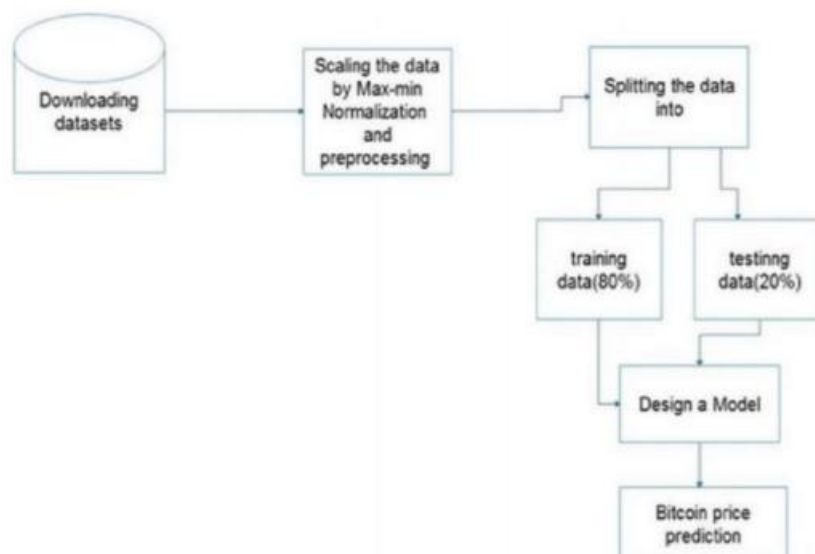 Downloading
datasets
Scaling the data
by Max-min
Normalization
and
preprocessing
Splitting the data
into
training
data(80%)
testinng
data(20%)
Design a Model
Bitcoin price
prediction